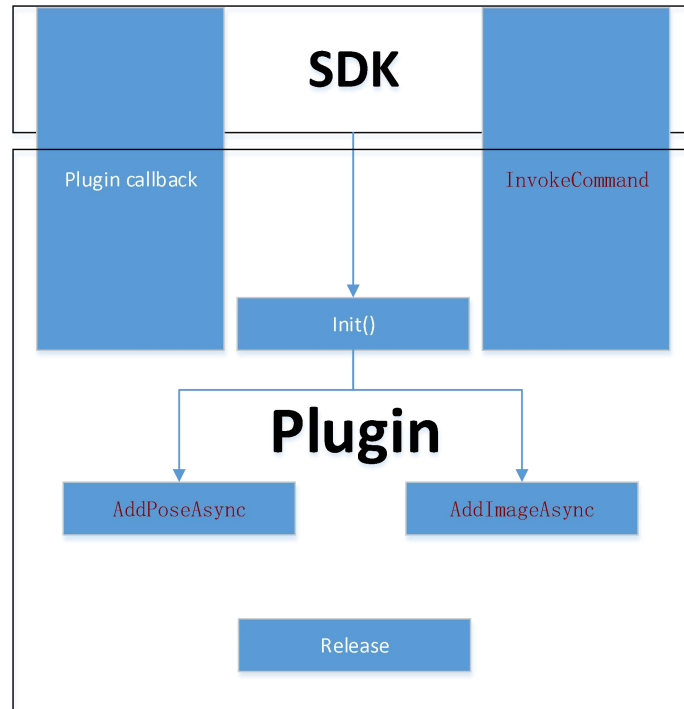 SDK
Plugin callback
InvokeCommand
Init()
Plugin
AddPoseAsync
AddImageAsync
Release